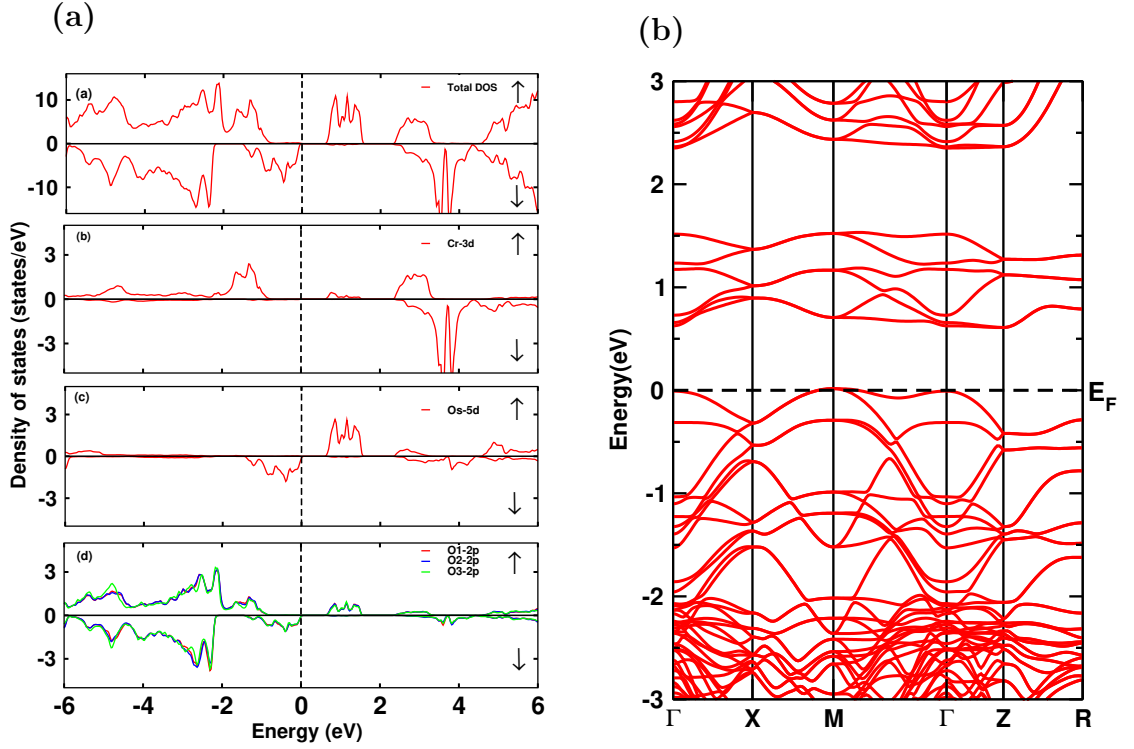 (a)
(b)
(a)
Total DOS
↑
10
0
-10
↓
(b)
Cr-3d
↑
3
0
-3
↓
(c)
Os-5d
↑
3
0
-3
↓
(d)
O1-2p
O2-2p
O3-2p
↑
3
0
-3
↓
-6 -4 -2 0 2 4 6
Energy (eV)
Density of states (states/eV)
3
2
1
0
-1
-2
-3
Energy(eV)
E_F
Γ X M Γ Z R